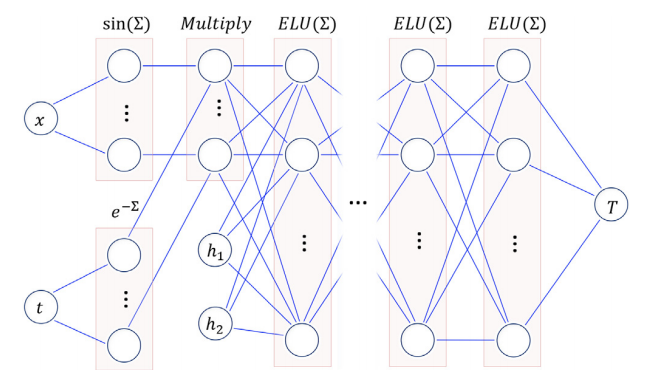 sin(Σ) Multiply ELU(Σ) ELU(Σ) ELU(Σ)
x
e^{-Σ}
T
h₁
t
h₂